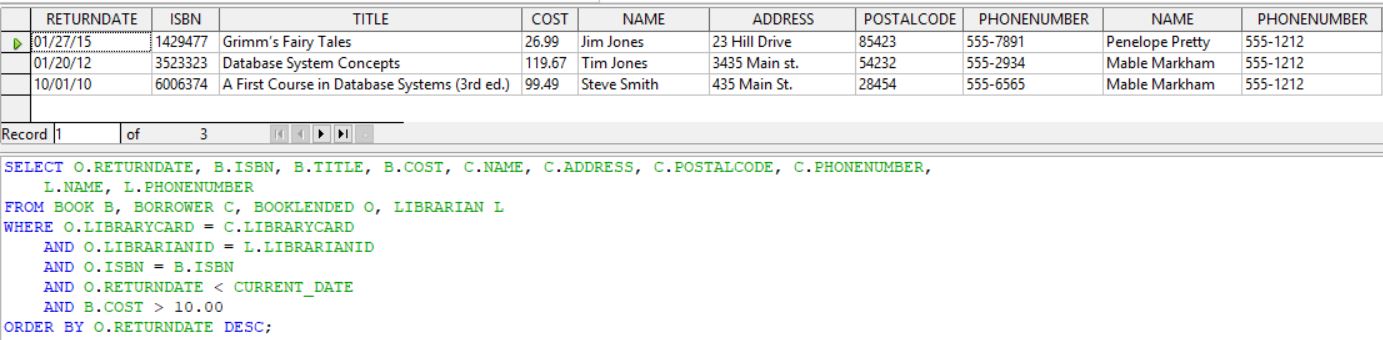 RETURNDATE ISBN TITLE COST NAME ADDRESS POSTALCODE PHONENUMBER NAME PHONENUMBER
01/27/15 1429477 Grimm's Fairy Tales 26.99 Jim Jones 23 Hill Drive 85423 555-7891 Penelope Pretty 555-1212
01/20/12 3523323 Database System Concepts 119.67 Tim Jones 3435 Main st. 54232 555-2934 Mable Markham 555-1212
10/01/10 6006374 A First Course in Database Systems (3rd ed.) 99.49 Steve Smith 435 Main St. 28454 555-6565 Mable Markham 555-1212
Record 1 of 3
SELECT O.RETURNDATE, B.ISBN, B.TITLE, B.COST, C.NAME, C.ADDRESS, C.POSTALCODE, C.PHONENUMBER,
L.NAME, L.PHONENUMBER
FROM BOOK B, BORROWER C, BOOKLENDED O, LIBRARIAN L
WHERE O.LIBRARYCARD = C.LIBRARYCARD
AND O.LIBRARIANID = L.LIBRARIANID
AND O.ISBN = B.ISBN
AND O.RETURNDATE < CURRENT_DATE
AND B.COST > 10.00
ORDER BY O.RETURNDATE DESC;